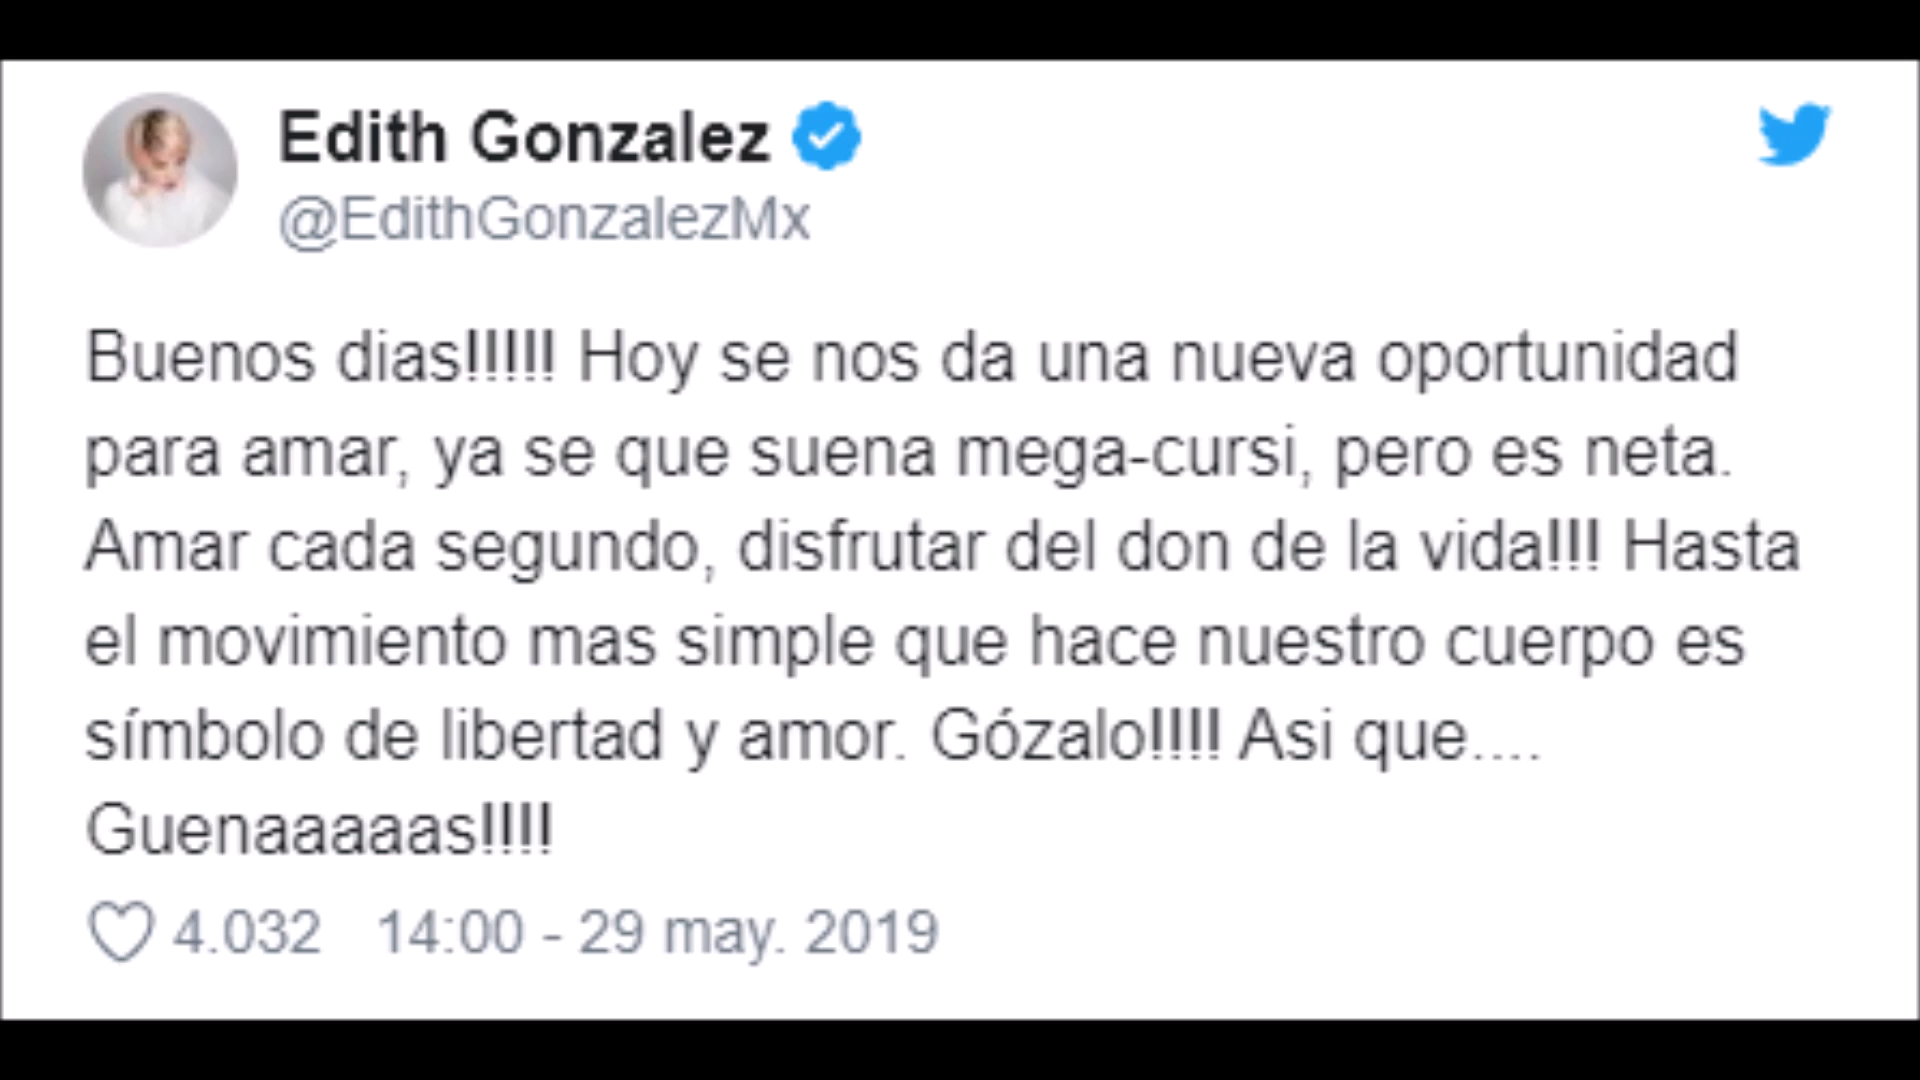 Edith Gonzalez
@EdithGonzalezMx
Buenos dias!!!!! Hoy se nos da una nueva oportunidad
para amar, ya se que suena mega-cursi, pero es neta.
Amar cada segundo, disfrutar del don de la vida!!! Hasta
el movimiento mas simple que hace nuestro cuerpo es
símbolo de libertad y amor. Gózalo!!!! Asi que....
Guenaaaaas!!!!
4.032 14:00 - 29 may. 2019